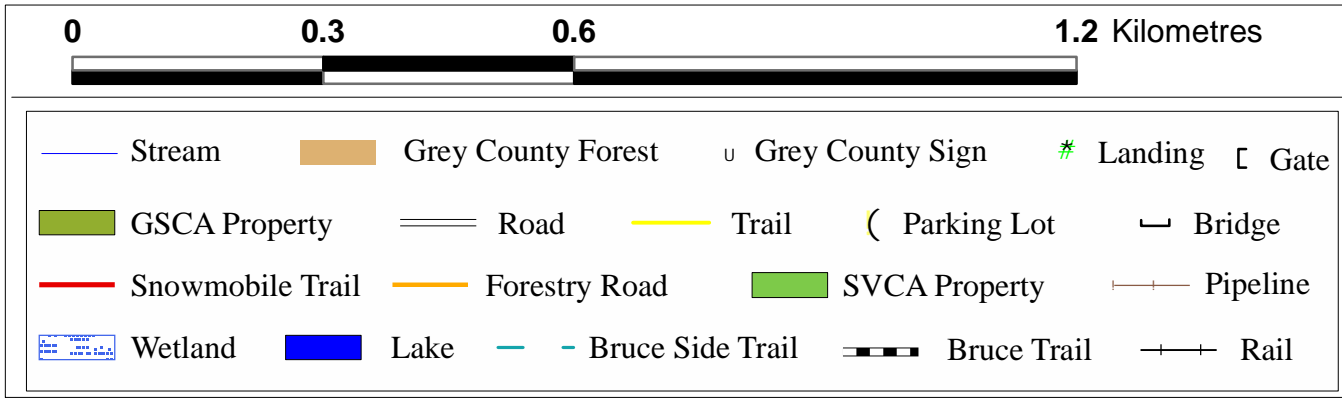 0 0.3 0.6 1.2 Kilometres
Stream Grey County Forest Grey County Sign Landing Gate
GSCA Property Road Trail Parking Lot Bridge
Snowmobile Trail Forestry Road SVCA Property Pipeline
Wetland Lake Bruce Side Trail Bruce Trail Rail